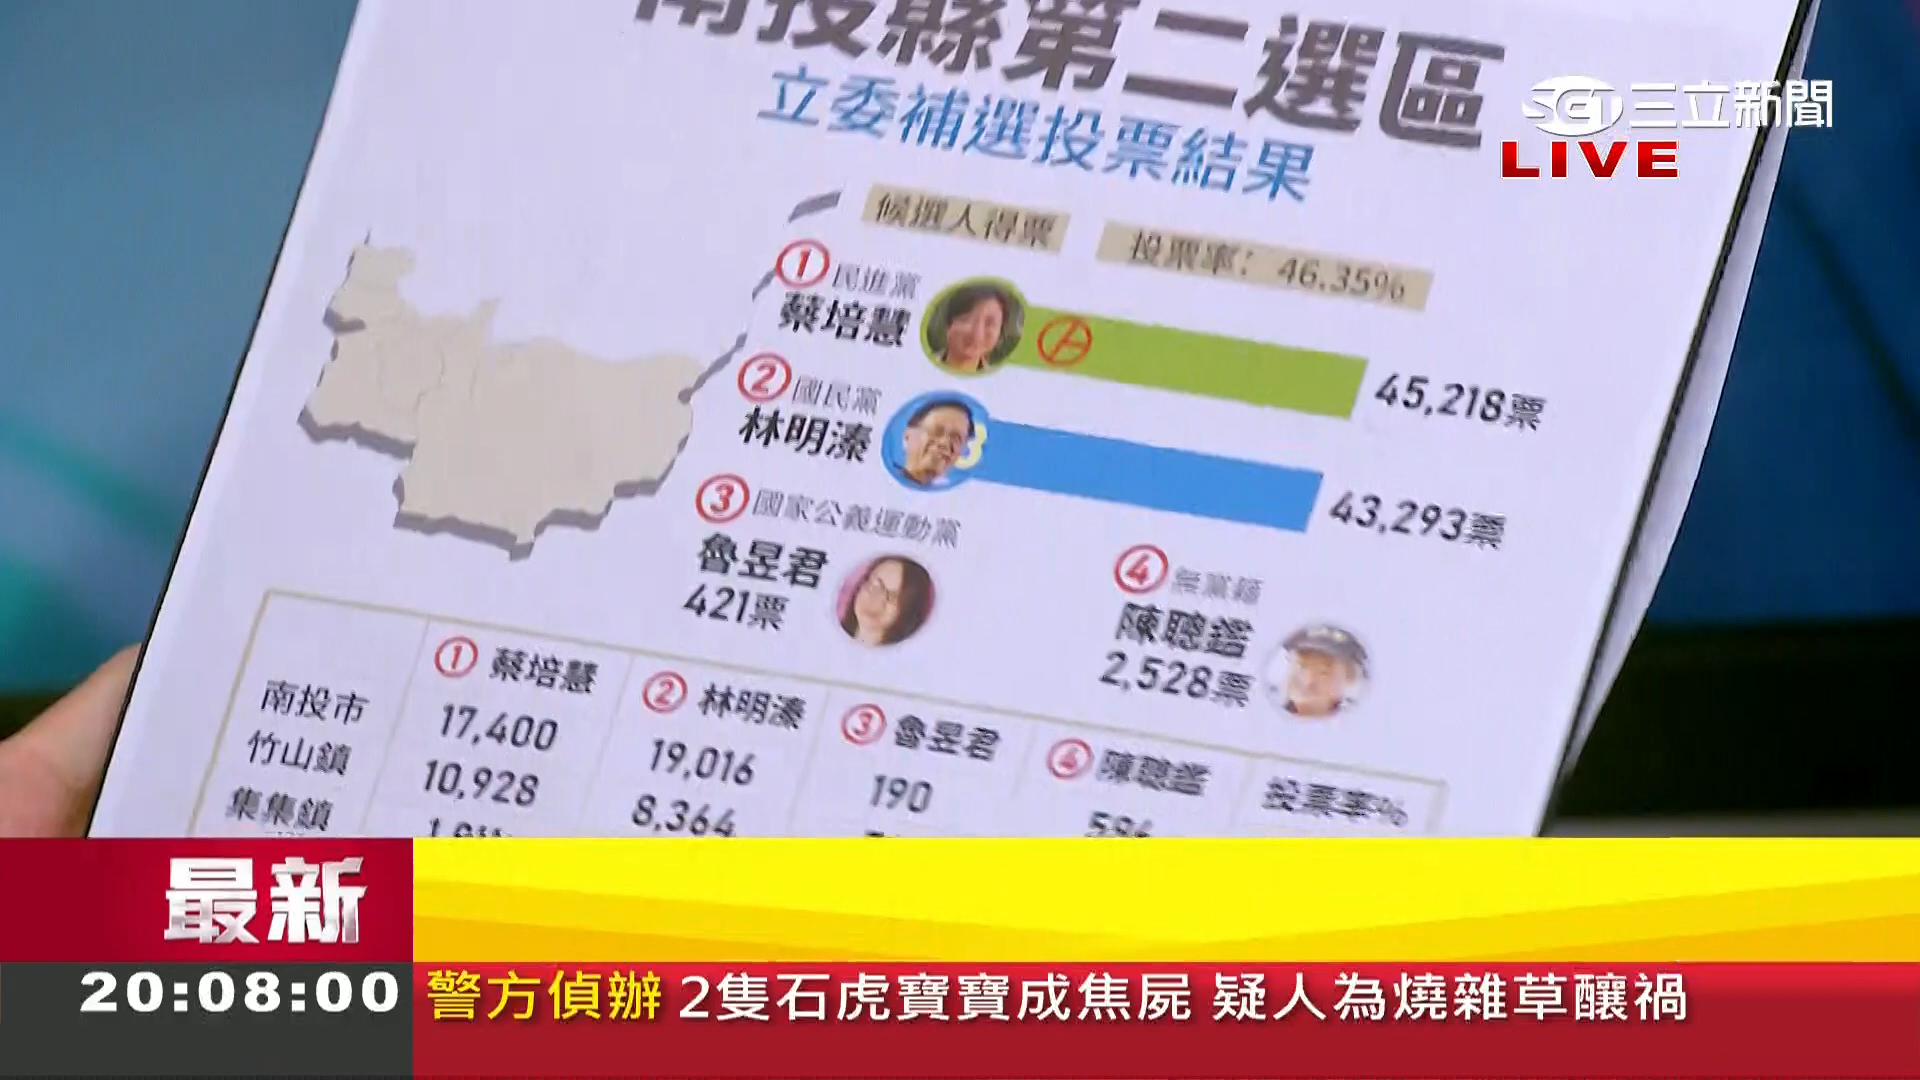 南投縣第二選區
立委補選投票結果
SET三立新聞
LIVE
候選人得票 投票率：46.35%
1 民進黨
蔡培慧
45,218票
2 國民黨
林明溱
43,293票
3 國家公義運動黨
魯昱君
421票
4 無黨籍
陳聰鑑
2,528票
1 蔡培慧 2 林明溱 3 魯昱君 4 陳聰鑑 投票率%
南投市 17,400 19,016 190
竹山鎮 10,928 8,364
集集鎮
最新
20:08:00
警方偵辦 2隻石虎寶寶成焦屍 疑人為燒雜草釀禍